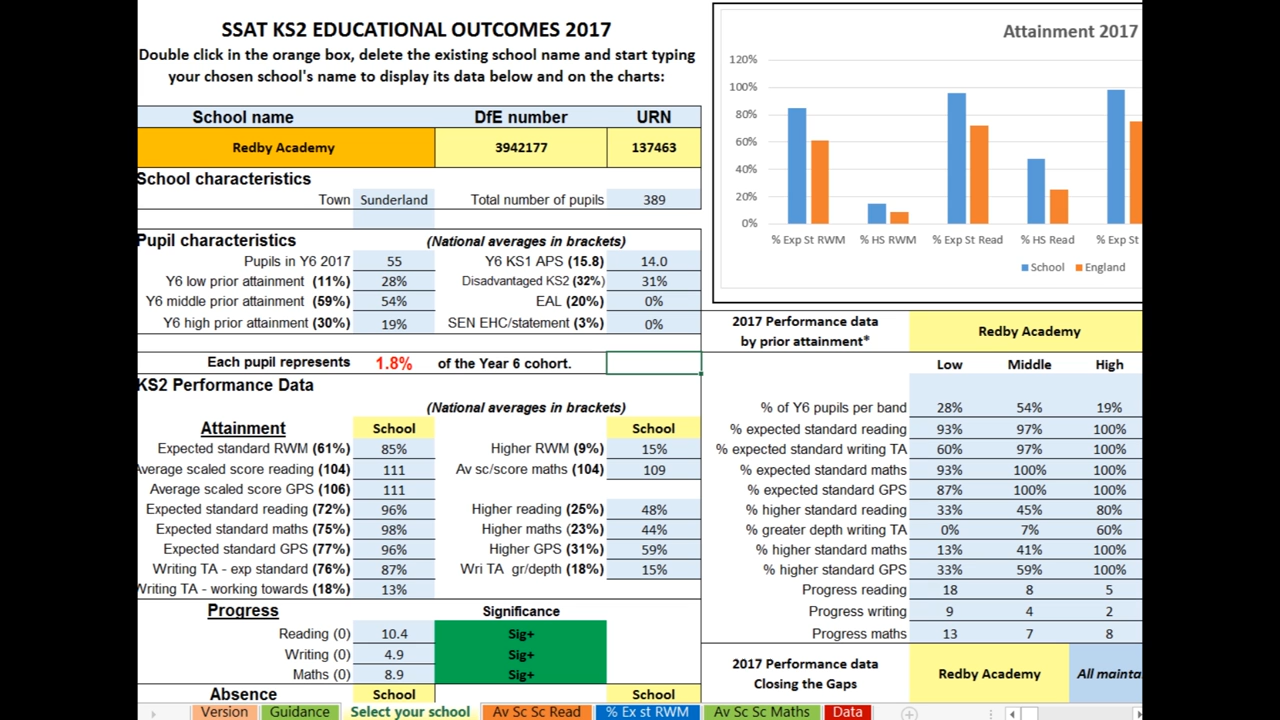 SSAT KS2 EDUCATIONAL OUTCOMES 2017
Double click in the orange box, delete the existing school name and start typing
your chosen school's name to display its data below and on the charts:
School name DfE number URN
Redby Academy 3942177 137463
School characteristics
Town Sunderland Total number of pupils 389
Pupil characteristics (National averages in brackets)
Pupils in Y6 2017 55 Y6 KS1 APS (15.8) 14.0
Y6 low prior attainment (11%) 28% Disadvantaged KS2 (32%) 31%
Y6 middle prior attainment (59%) 54% EAL (20%) 0%
Y6 high prior attainment (30%) 19% SEN EHC/statement (3%) 0%
Each pupil represents 1.8% of the Year 6 cohort.
KS2 Performance Data
(National averages in brackets)
Attainment School School
Expected standard RWM (61%) 85% Higher RWM (9%) 15%
Average scaled score reading (104) 111 Av sc/score maths (104) 109
Average scaled score GPS (106) 111
Expected standard reading (72%) 96% Higher reading (25%) 48%
Expected standard maths (75%) 98% Higher maths (23%) 44%
Expected standard GPS (77%) 96% Higher GPS (31%) 59%
Writing TA - exp standard (76%) 87% Wri TA gr/depth (18%) 15%
Writing TA - working towards (18%) 13%
Progress Significance
Reading (0) 10.4 Sig+
Writing (0) 4.9 Sig+
Maths (0) 8.9 Sig+
Absence School School
Attainment 2017
120%
100%
80%
60%
40%
20%
0%
% Exp St RWM % HS RWM % Exp St Read % HS Read % Exp St
School England
2017 Performance data
by prior attainment* Redby Academy
Low Middle High
% of Y6 pupils per band 28% 54% 19%
% expected standard reading 93% 97% 100%
% expected standard writing TA 60% 97% 100%
% expected standard maths 93% 100% 100%
% expected standard GPS 87% 100% 100%
% higher standard reading 33% 45% 80%
% greater depth writing TA 0% 7% 60%
% higher standard maths 13% 41% 100%
% higher standard GPS 33% 59% 100%
Progress reading 18 8 5
Progress writing 9 4 2
Progress maths 13 7 8
2017 Performance data
Closing the Gaps Redby Academy All mainta
Version Guidance Select your school Av Sc Sc Read % Ex st RWM Av Sc Sc Maths Data